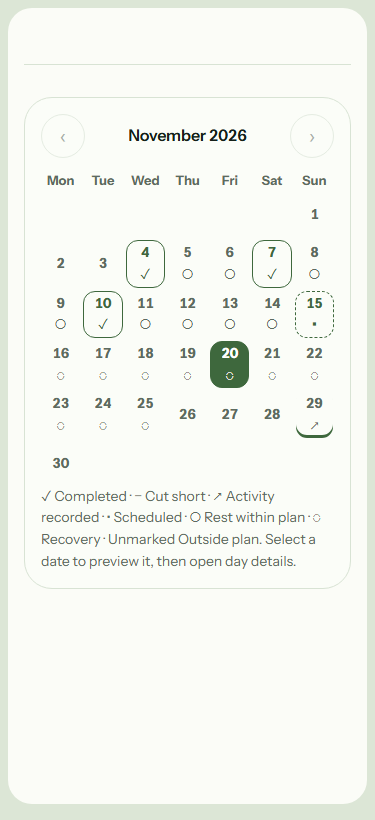 ‹ November 2026 ›
Mon Tue Wed Thu Fri Sat Sun
1
2 3 4 5 6 7 8
✓ ○ ○ ✓ ○
9 10 11 12 13 14 15
○ ✓ ○ ○ ○ ○ •
16 17 18 19 20 21 22
◌ ◌ ◌ ◌ ◌ ◌ ◌
23 24 25 26 27 28 29
◌ ◌ ◌ ↗
30
✓ Completed · – Cut short · ↗ Activity
recorded · • Scheduled · ○ Rest within plan · ◌
Recovery · Unmarked Outside plan. Select a
date to preview it, then open day details.